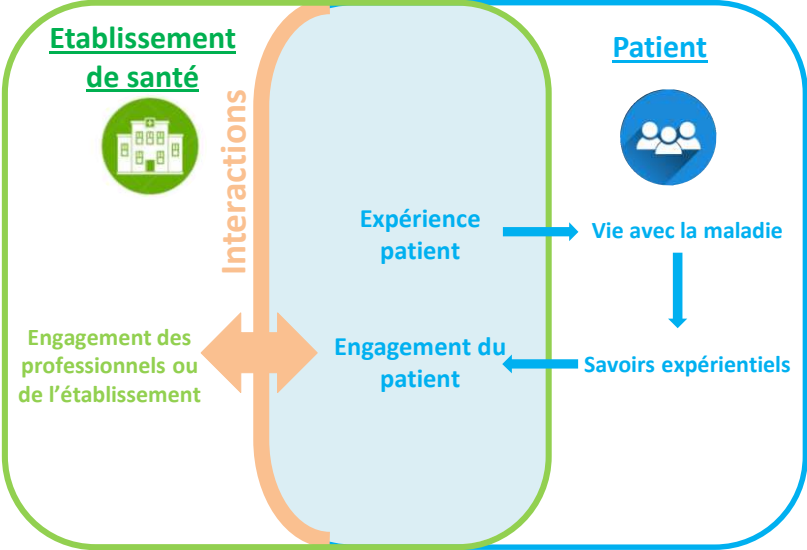 Etablissement
de santé
Patient
Interactions
Expérience
patient
Vie avec la maladie
Engagement des
professionnels ou
de l'établissement
Engagement du
patient
Savoirs expérientiels